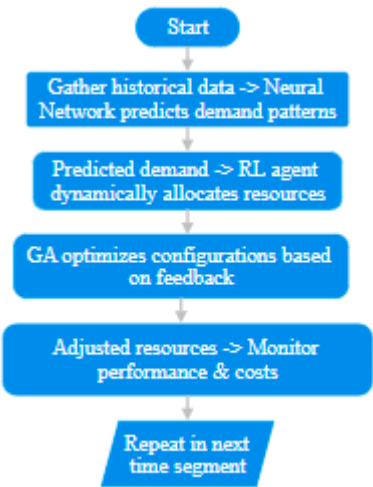 Start
Gather historical data -> Neural
Network predicts demand patterns
Predicted demand -> RL agent
dynamically allocates resources
GA optimizes configurations based
on feedback
Adjusted resources -> Monitor
performance & costs
Repeat in next
time segment